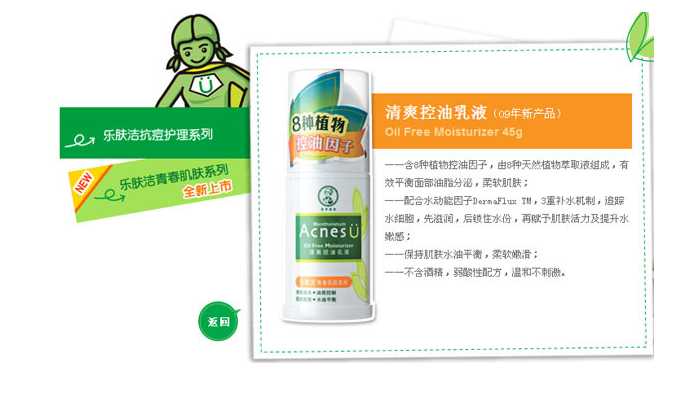 Ü
乐肤洁抗痘护理系列
NEW
乐肤洁青春肌肤系列
全新上市
返回
8种植物
控油因子
Mentholatum
AcnesÜ
Oil Free Moisturizer
清爽控油乳液
清爽控油乳液（09年新产品）
Oil Free Moisturizer 45g
——含8种植物控油因子，由8种天然植物萃取液组成，有
效平衡面部油脂分泌，柔软肌肤；
——配合水动能因子DermaFlux TM，3重补水机制，追踪
水细胞，先滋润，后锁住水份，再赋予肌肤活力及提升水
嫩感；
——保持肌肤水油平衡，柔软嫩滑；
——不含酒精，弱酸性配方，温和不刺激。